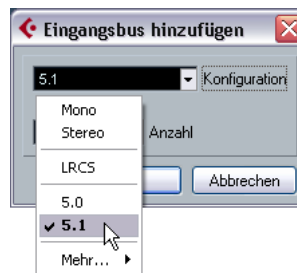 Eingangsbus hinzufügen
5.1 Konfiguration
Mono
Stereo
Anzahl
LRCS
5.0
Abbrechen
5.1
Mehr...